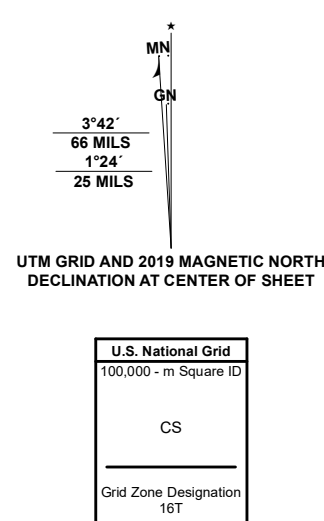 MN
GN
3°42´
66 MILS
1°24´
25 MILS
UTM GRID AND 2019 MAGNETIC NORTH
DECLINATION AT CENTER OF SHEET
U.S. National Grid
100,000 - m Square ID
CS
Grid Zone Designation
16T